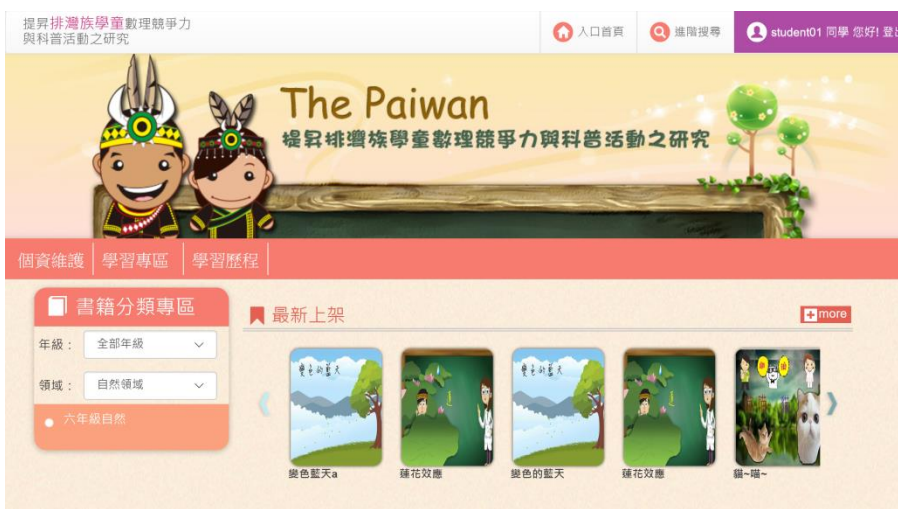 提昇排灣族學童數理競爭力
與科普活動之研究
入口首頁
進階搜尋
student01 同學 您好! 登出
The Paiwan
提昇排灣族學童數理競爭力與科普活動之研究
個資維護
學習專區
學習歷程
書籍分類專區
最新上架
more
年級：
全部年級
領域：
自然領域
六年級自然
變色的藍天
變色的藍天
變色藍天a
蓮花效應
變色的藍天
蓮花效應
貓~喵~